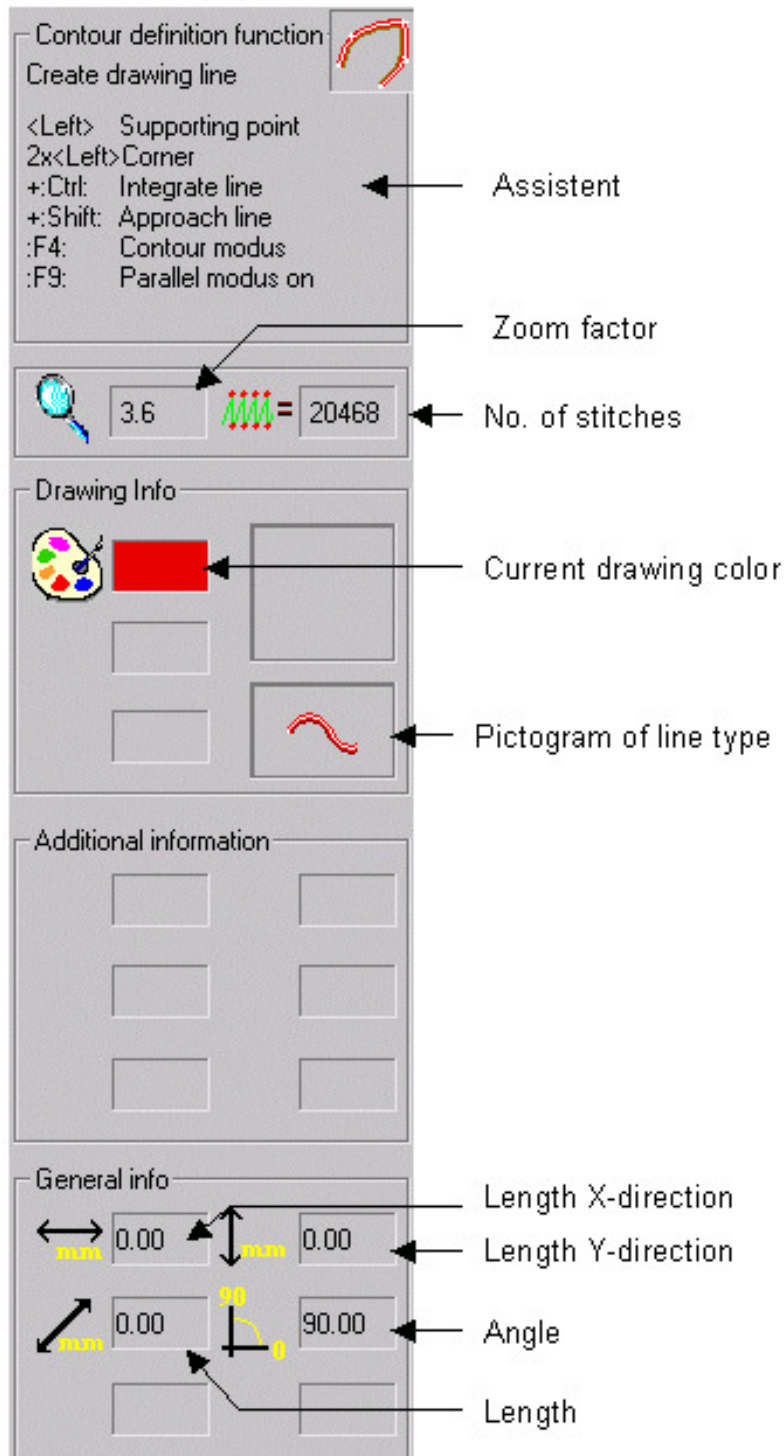 Contour definition function
Create drawing line
<Left> Supporting point
2x<Left>Corner
+:Ctrl: Integrate line
+:Shift: Approach line
:F4: Contour modus
:F9: Parallel modus on
Assistent
Zoom factor
3.6 = 20468
No. of stitches
Drawing Info
Current drawing color
Pictogram of line type
Additional information
General info
Length X-direction
mm 0.00 mm 0.00
Length Y-direction
90
mm 0.00 0 90.00
Angle
Length